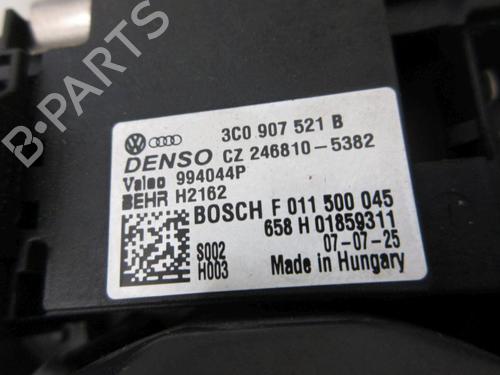 3C0 907 521 B
DENSO CZ 246810-5382
Valeo 994044P
BEHR H2162
BOSCH F 011 500 045
658 H 01859311
S002 07-07-25
H003 Made in Hungary